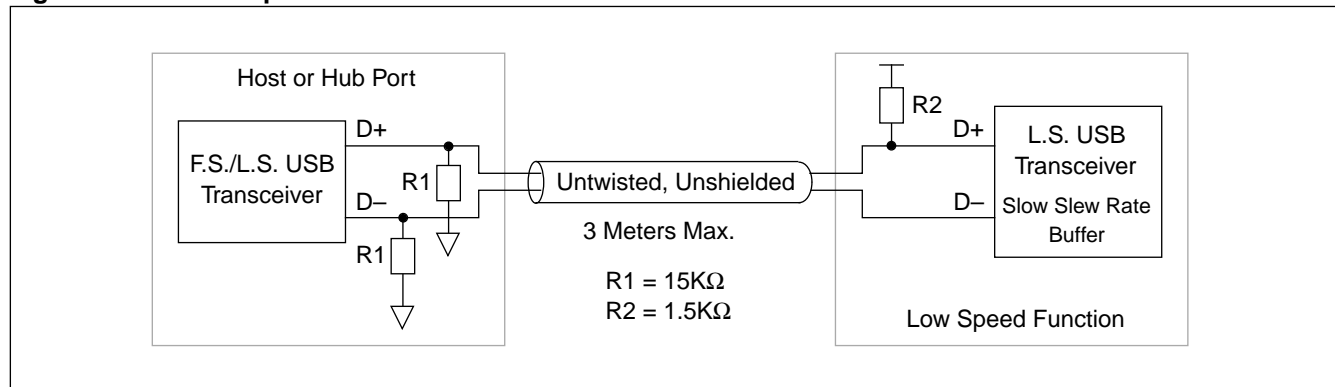 Host or Hub Port
F.S./L.S. USB
Transceiver
D+
D–
R1
R1
Untwisted, Unshielded
3 Meters Max.
R1 = 15KΩ
R2 = 1.5KΩ
R2
D+
D–
L.S. USB
Transceiver
Slow Slew Rate
Buffer
Low Speed Function